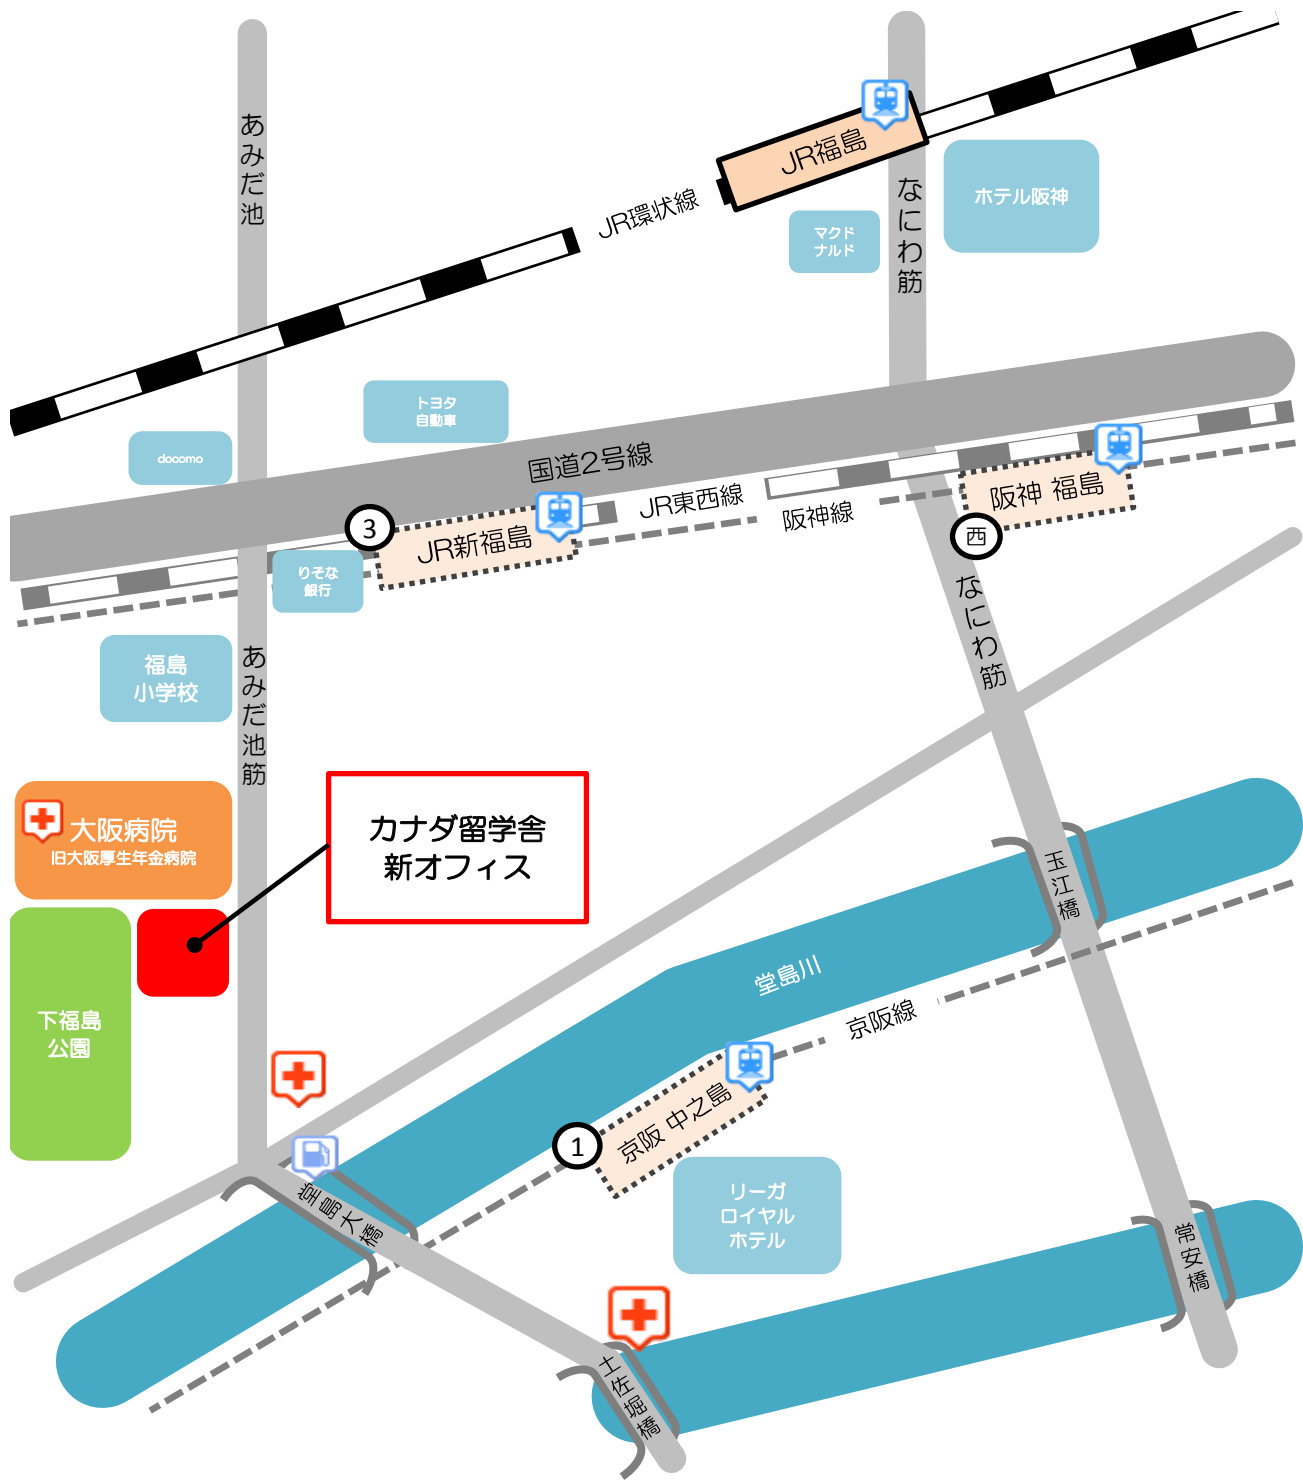 あみだ池
JR福島
なにわ筋
ホテル阪神
JR環状線
マクド
ナルド
トヨタ
自動車
docomo
国道2号線
JR東西線
阪神線
阪神 福島
西
3
JR新福島
りそな
銀行
なにわ筋
福島
小学校
あみだ池筋
大阪病院
旧大阪厚生年金病院
カナダ留学舎
新オフィス
玉江橋
堂島川
京阪線
下福島
公園
京阪 中之島
1
堂島大橋
リーガ
ロイヤル
ホテル
常安橋
土佐堀橋